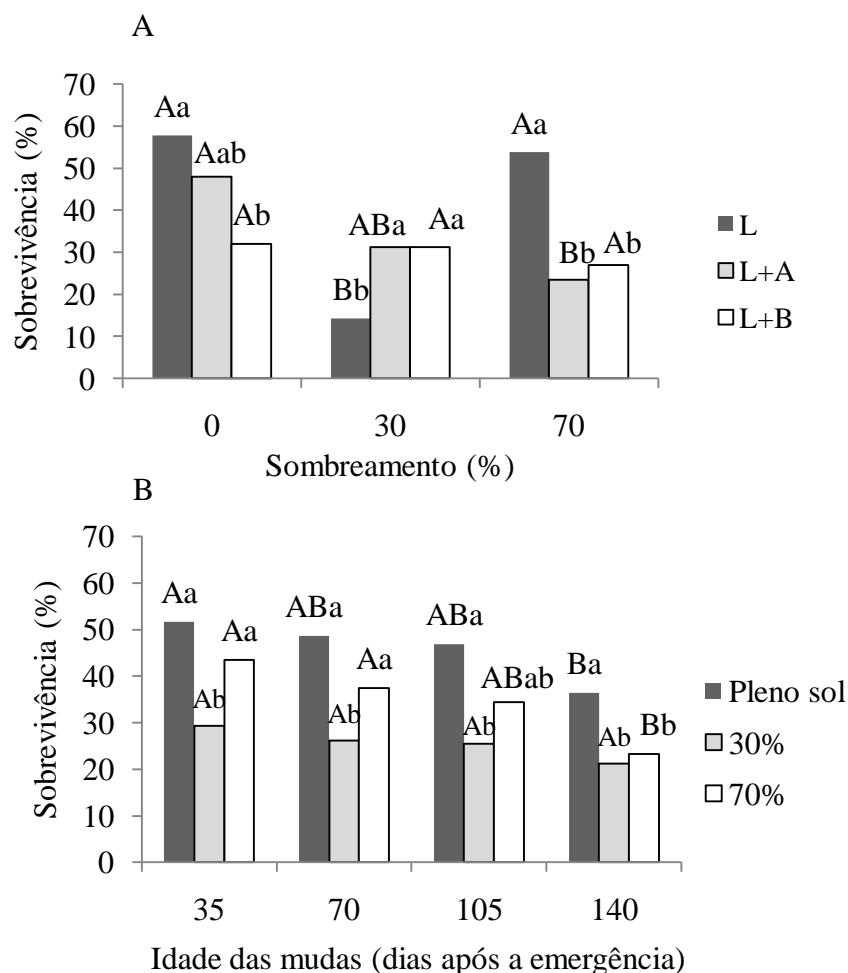 A
Sobrevivência (%)
70
60
50
40
30
20
10
0
Aa
Aab
Ab
Bb
ABa
Aa
Aa
Bb
Ab
0
30
70
Sombreamento (%)
L
L+A
L+B
B
Sobrevivência (%)
70
60
50
40
30
20
10
0
Aa
Ab
Aa
ABa
Ab
Aa
ABa
Ab
ABab
Ba
Ab
Bb
35
70
105
140
Idade das mudas (dias após a emergência)
Pleno sol
30%
70%